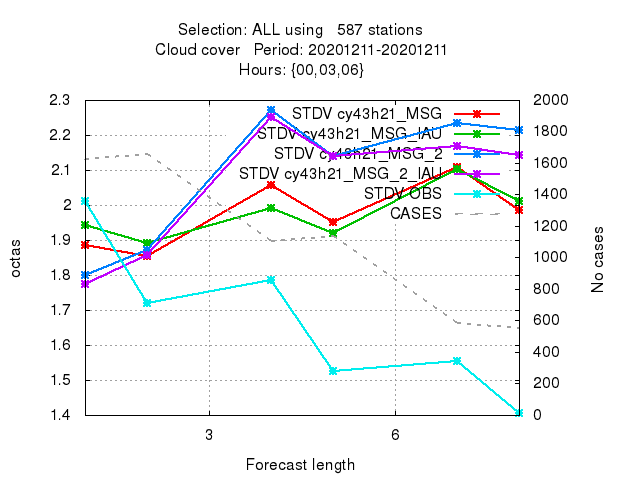 Selection: ALL using 587 stations
Cloud cover Period: 20201211-20201211
Hours: {00,03,06}
2.3
2.2
2.1
2
1.9
1.8
1.7
1.6
1.5
1.4
octas
STDV cy43h21_MSG
STDV cy43h21_MSG_IAU
STDV cy43h21_MSG_2
STDV cy43h21_MSG_2_IAU
STDV OBS
CASES
2000
1800
1600
1400
1200
1000
800
600
400
200
0
No cases
3 6
Forecast length